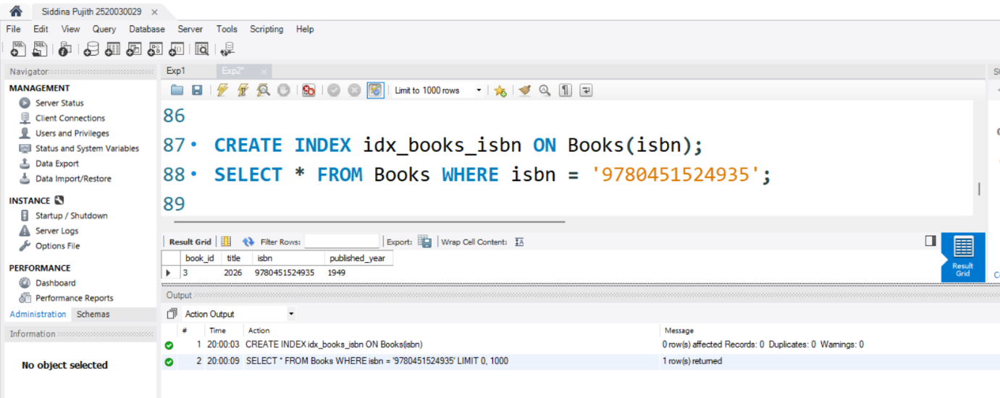 Siddina Pujith 2520030029 ×
File Edit View Query Database Server Tools Scripting Help
Navigator
MANAGEMENT
Server Status
Client Connections
Users and Privileges
Status and System Variables
Data Export
Data Import/Restore
INSTANCE
Startup / Shutdown
Server Logs
Options File
PERFORMANCE
Dashboard
Performance Reports
Administration Schemas
Information
No object selected
Exp1 Exp2* ×
Limit to 1000 rows
86
87 CREATE INDEX idx_books_isbn ON Books(isbn);
88 SELECT * FROM Books WHERE isbn = '9780451524935';
89
Result Grid Filter Rows: Export: Wrap Cell Content:
book_id title isbn published_year
3 2026 9780451524935 1949
Result
Grid
Output
Action Output
# Time Action Message
1 20:00:03 CREATE INDEX idx_books_isbn ON Books(isbn) 0 row(s) affected Records: 0 Duplicates: 0 Warnings: 0
2 20:00:09 SELECT * FROM Books WHERE isbn = '9780451524935' LIMIT 0, 1000 1 row(s) returned